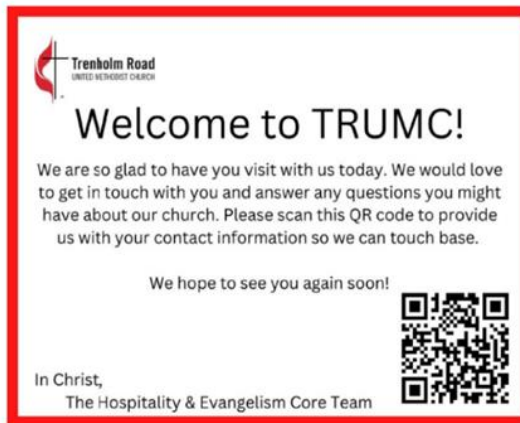 Trenholm Road
UNITED METHODIST CHURCH
Welcome to TRUMC!
We are so glad to have you visit with us today. We would love
to get in touch with you and answer any questions you might
have about our church. Please scan this QR code to provide
us with your contact information so we can touch base.
We hope to see you again soon!
In Christ,
The Hospitality & Evangelism Core Team